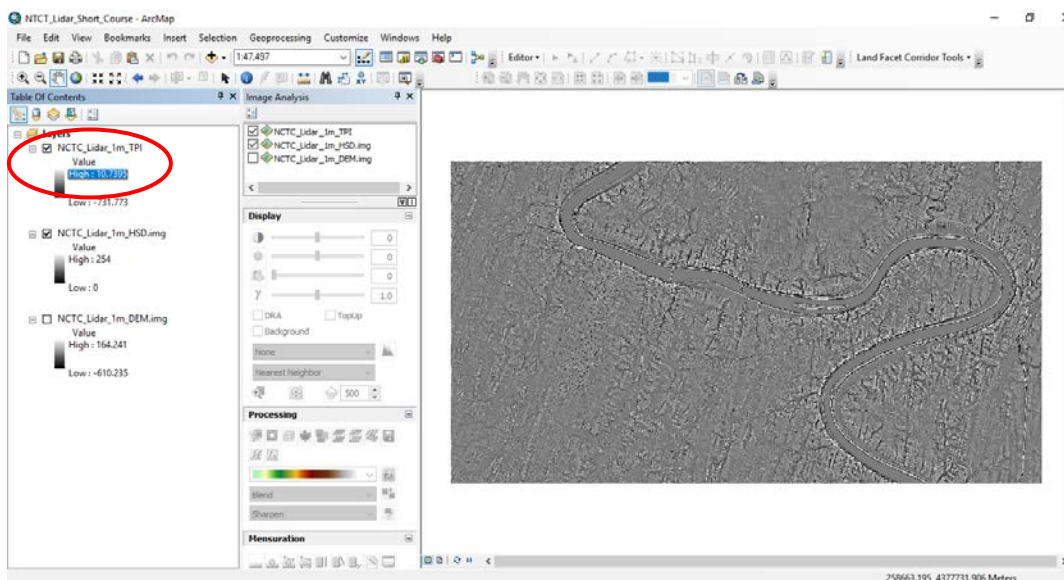 NTCT_Lidar_Short_Course - ArcMap
File Edit View Bookmarks Insert Selection Geoprocessing Customize Windows Help
1:47,497
Editor
Land Facet Corridor Tools
Table Of Contents
Layers
NCTC_Lidar_1m_TPI
Value
High : 10.7395
Low : -731.773
NCTC_Lidar_1m_HSD.img
Value
High : 254
Low : 0
NCTC_Lidar_1m_DEM.img
Value
High : 164.241
Low : -610.235
Image Analysis
NCTC_Lidar_1m_TPI
NCTC_Lidar_1m_HSD.img
NCTC_Lidar_1m_DEM.img
Display
0
0
0
1.0
DRA TopUp
Background
None
Nearest Neighbor
500
Processing
Blend
Sharpen
Mensuration
258663.195 4377731.906 Meters